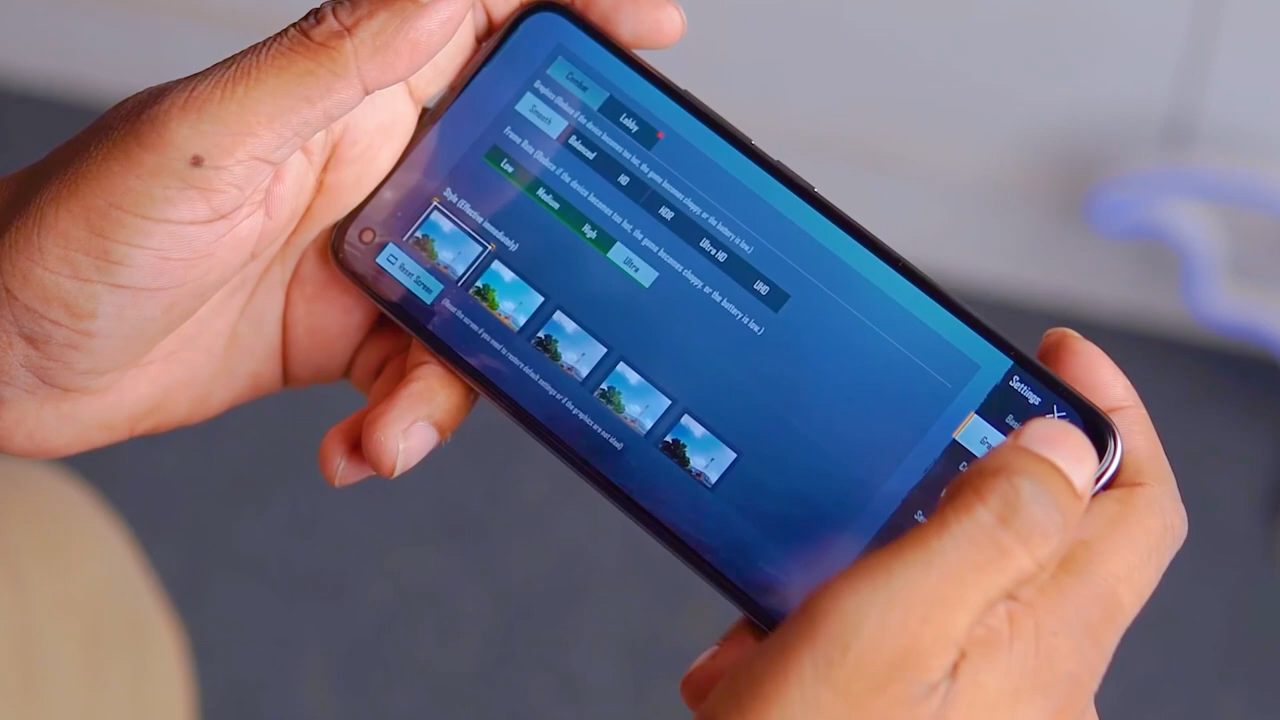 Combat Lobby
Graphics (Reduce if the device becomes too hot, the game becomes choppy, or the battery is low.)
Smooth Balanced HD HDR Ultra HD UHD
Frame Rate (Reduce if the device becomes too hot, the game becomes choppy, or the battery is low.)
Low Medium High Ultra
Style (Effective immediately)
Reset Screen
(Reset the screen if you need to restore default settings or if the graphics are not ideal)
Settings